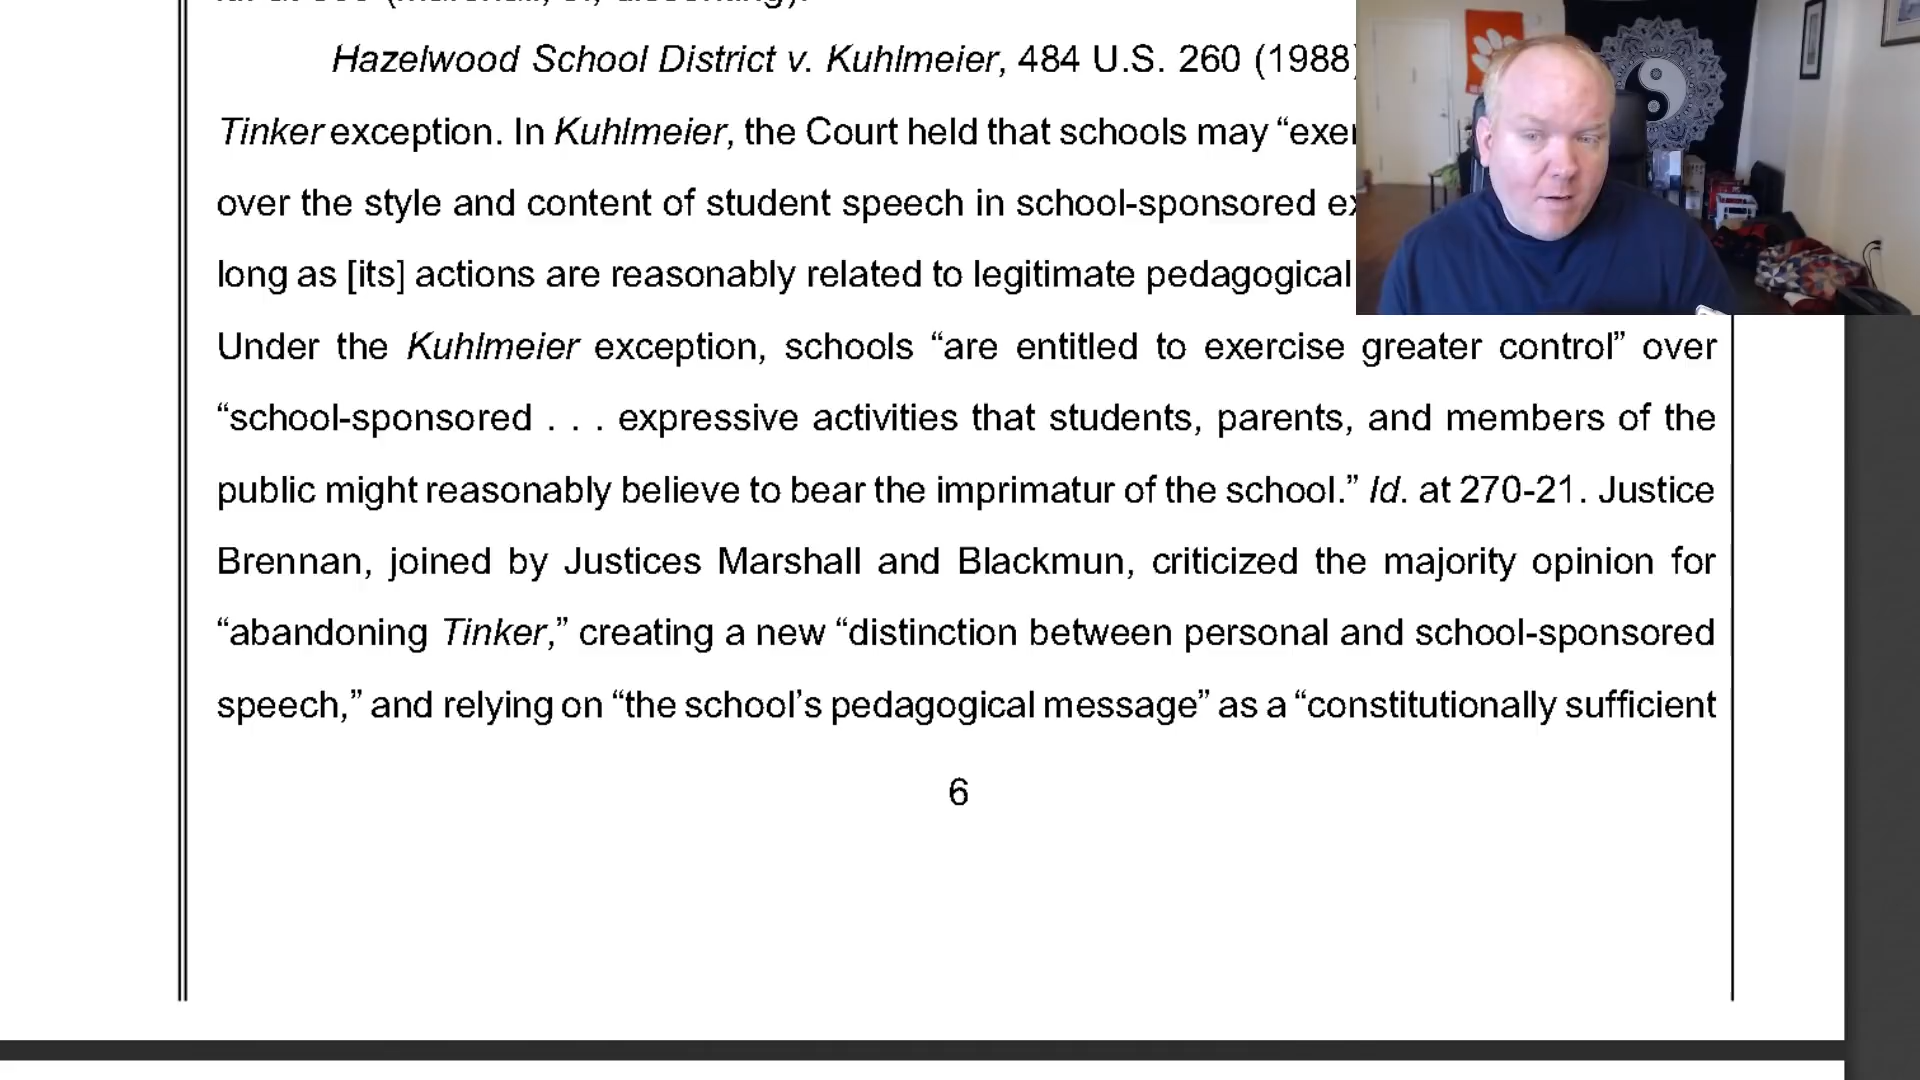 Hazelwood School District v. Kuhlmeier, 484 U.S. 260 (1988)
Tinker exception. In Kuhlmeier, the Court held that schools may “exer
over the style and content of student speech in school-sponsored ex
long as [its] actions are reasonably related to legitimate pedagogical
Under the Kuhlmeier exception, schools “are entitled to exercise greater control” over
“school-sponsored . . . expressive activities that students, parents, and members of the
public might reasonably believe to bear the imprimatur of the school.” Id. at 270-21. Justice
Brennan, joined by Justices Marshall and Blackmun, criticized the majority opinion for
“abandoning Tinker,” creating a new “distinction between personal and school-sponsored
speech,” and relying on “the school’s pedagogical message” as a “constitutionally sufficient
6